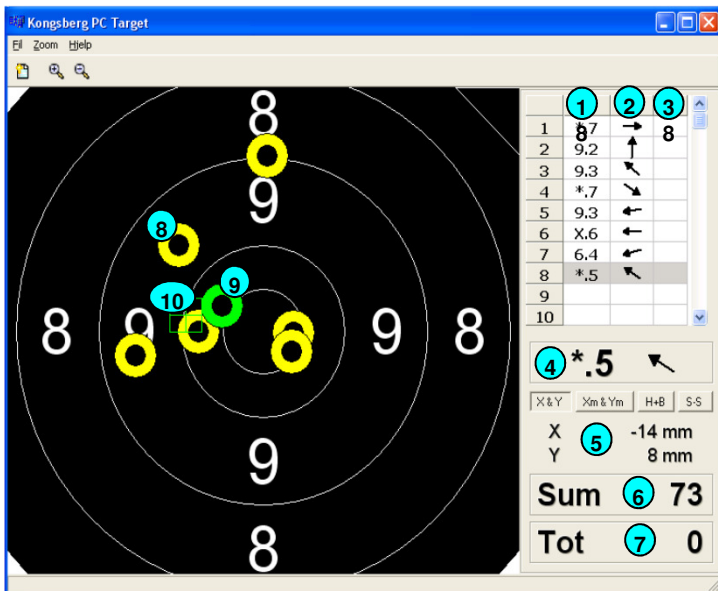 Kongsberg PC Target
Fil Zoom Hjelp
8
9
8
9
10
8 9 9 8
9
8
1 2 3
8 8
1 *.7
2 9.2
3 9.3
4 *.7
5 9.3
6 X.6
7 6.4
8 *.5
9
10
4 *.5
X & Y Xm & Ym H+B S-S
X -14 mm
5
Y 8 mm
Sum 6 73
Tot 7 0